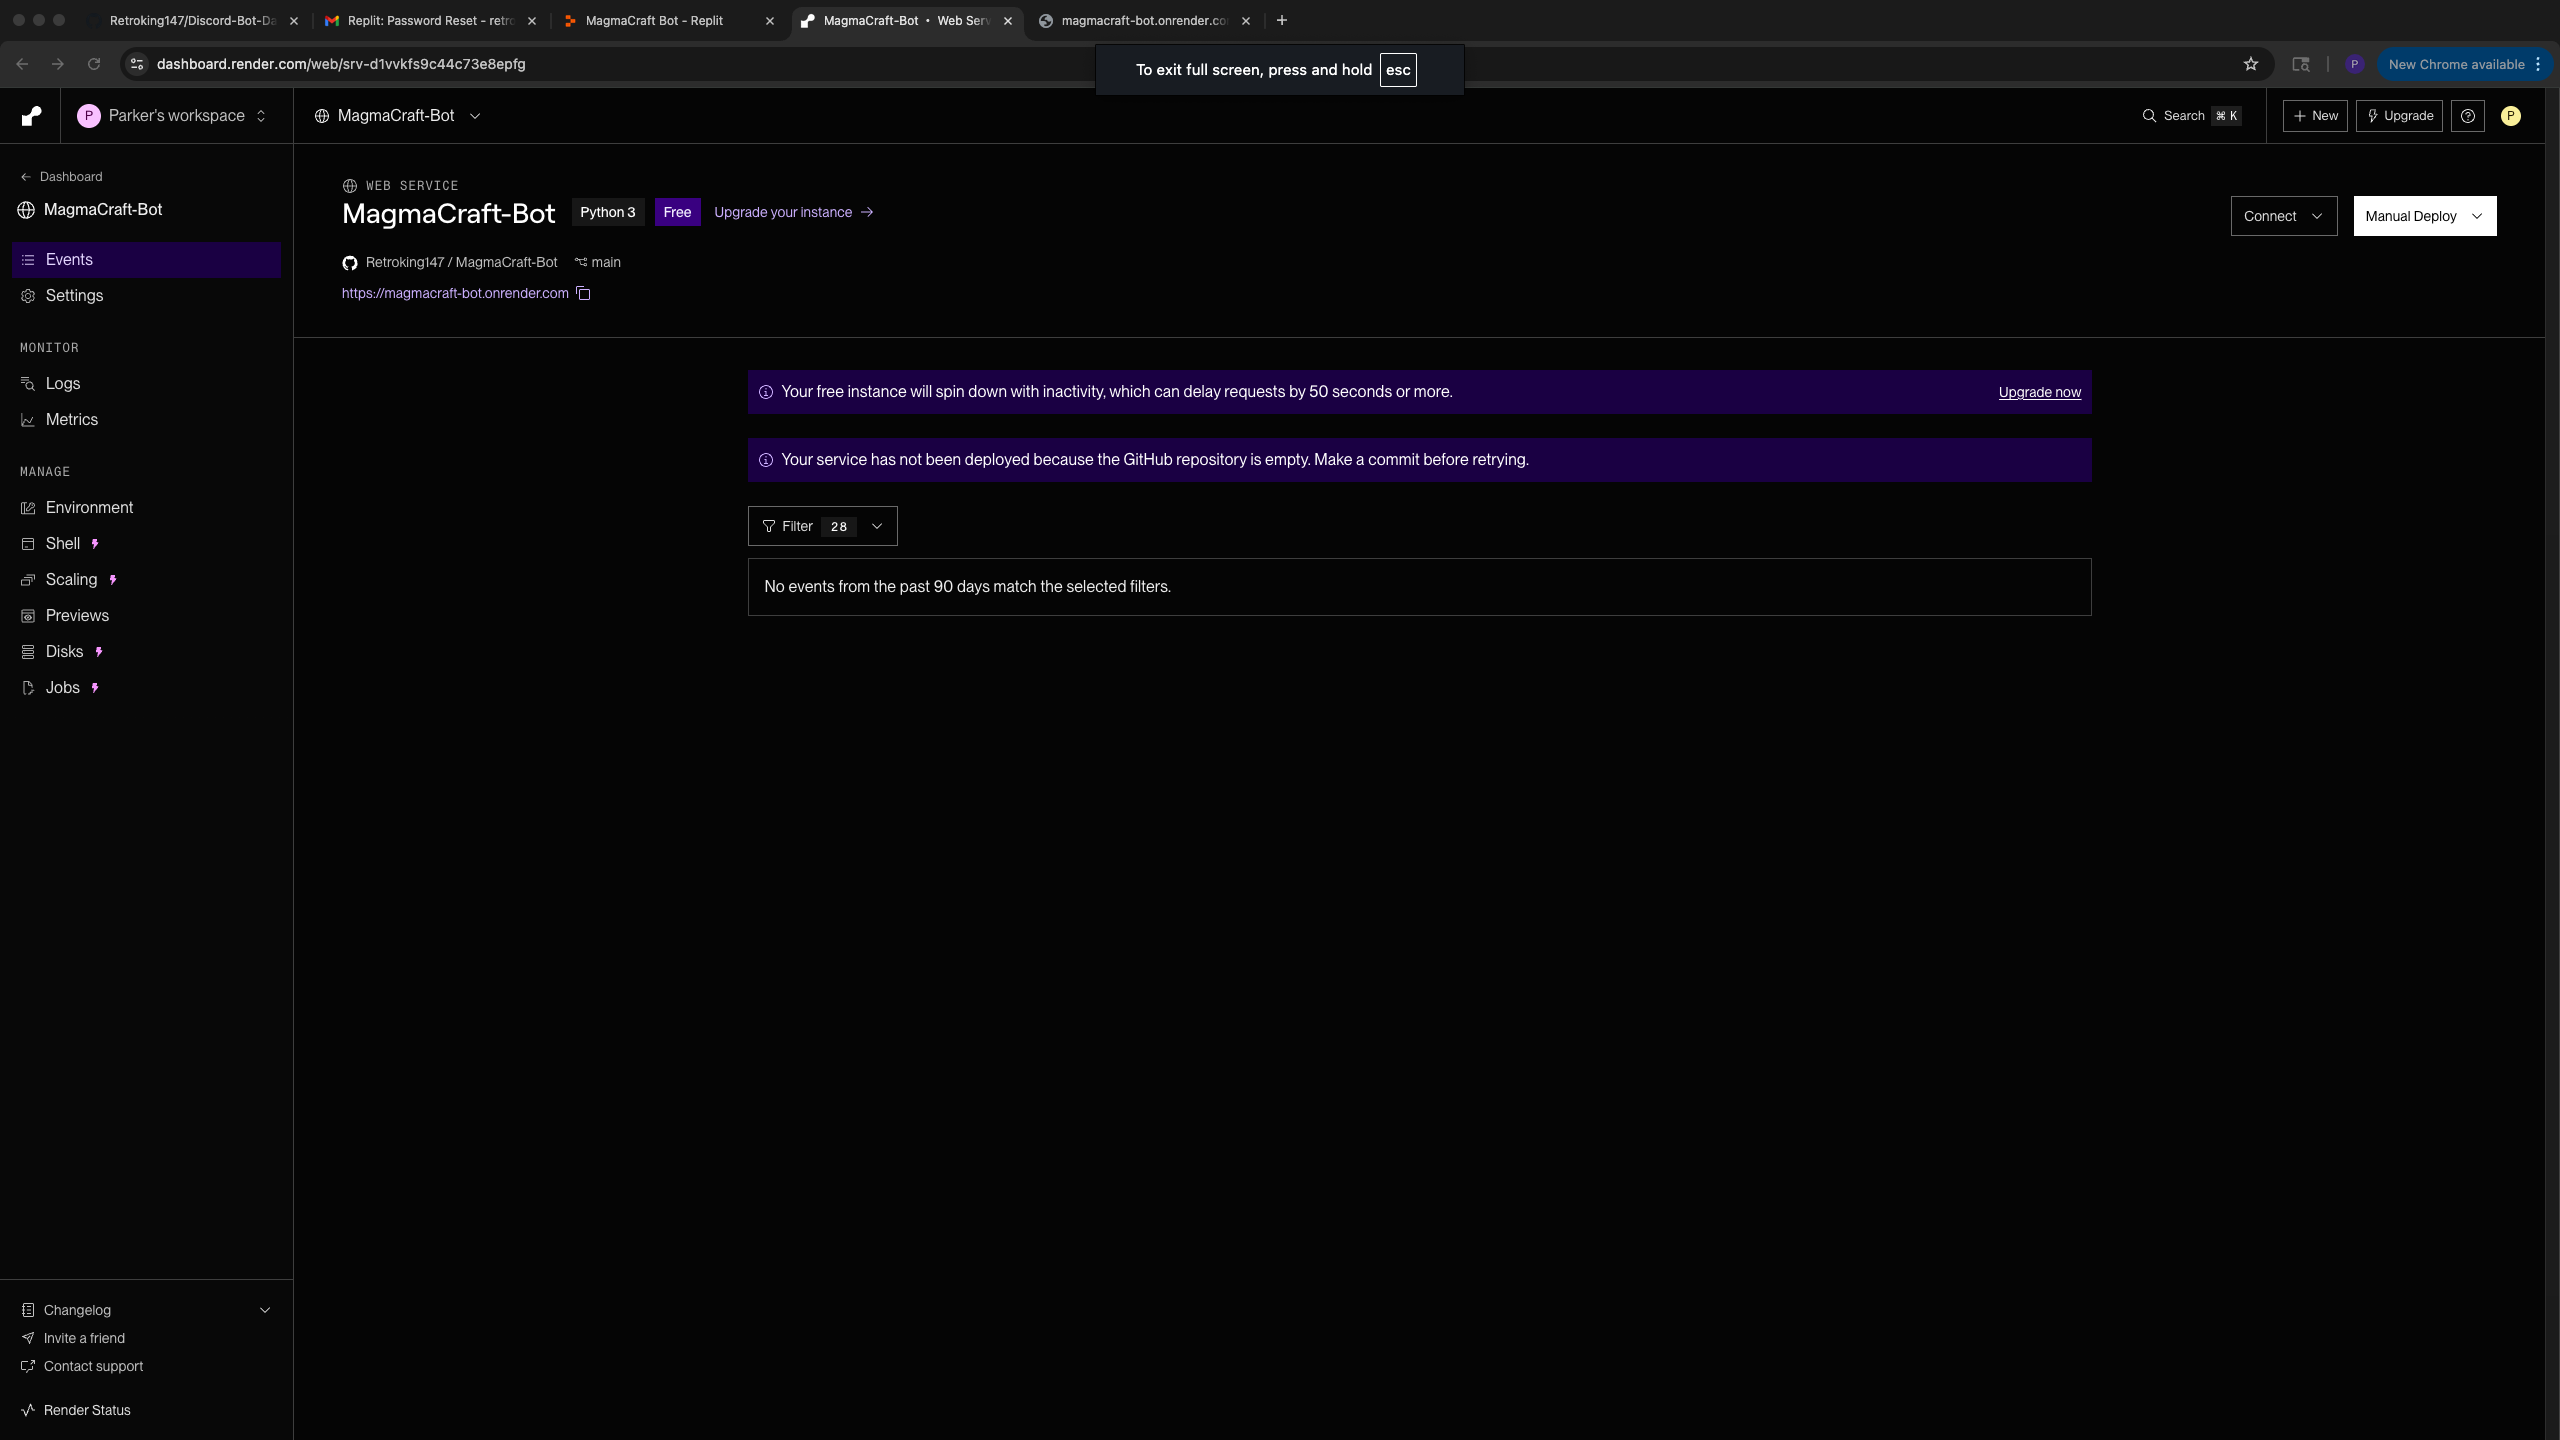 Retroking147/Discord-Bot-Da
Replit: Password Reset - retro
MagmaCraft Bot - Replit
MagmaCraft-Bot • Web Serv
magmacraft-bot.onrender.co
dashboard.render.com/web/srv-d1vvkfs9c44c73e8epfg
To exit full screen, press and hold esc
P
New Chrome available
P Parker's workspace
MagmaCraft-Bot
Search ⌘ K
+ New
Upgrade
P
Dashboard
MagmaCraft-Bot
Events
Settings
MONITOR
Logs
Metrics
MANAGE
Environment
Shell
Scaling
Previews
Disks
Jobs
Changelog
Invite a friend
Contact support
Render Status
WEB SERVICE
MagmaCraft-Bot Python 3 Free Upgrade your instance
Connect
Manual Deploy
Retroking147 / MagmaCraft-Bot main
https://magmacraft-bot.onrender.com
Your free instance will spin down with inactivity, which can delay requests by 50 seconds or more. Upgrade now
Your service has not been deployed because the GitHub repository is empty. Make a commit before retrying.
Filter 28
No events from the past 90 days match the selected filters.